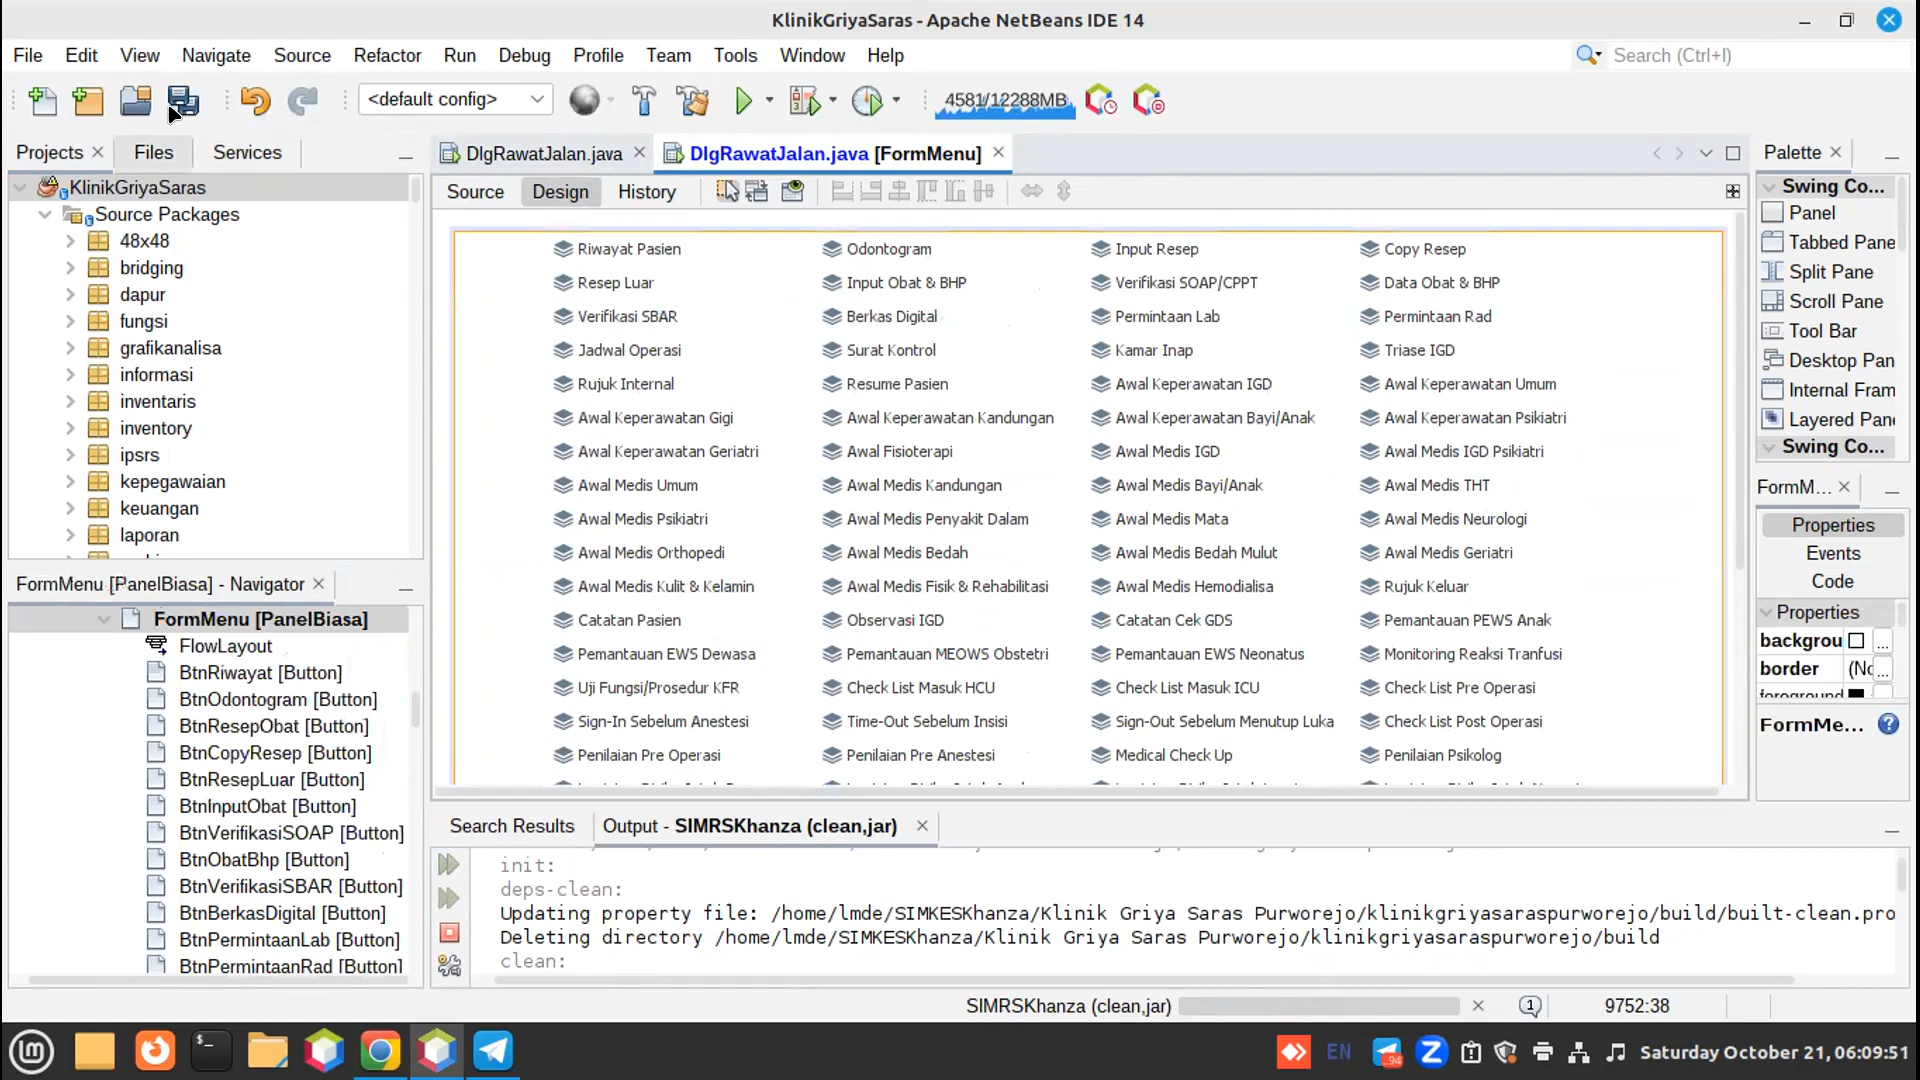 KlinikGriyaSaras - Apache NetBeans IDE 14
File Edit View Navigate Source Refactor Run Debug Profile Team Tools Window Help
Search (Ctrl+I)
<default config>
4581/12288MB
Projects Files Services
KlinikGriyaSaras
Source Packages
48x48
bridging
dapur
fungsi
grafikanalisa
informasi
inventaris
inventory
ipsrs
kepegawaian
keuangan
laporan
FormMenu [PanelBiasa] - Navigator
FormMenu [PanelBiasa]
FlowLayout
BtnRiwayat [Button]
BtnOdontogram [Button]
BtnResepObat [Button]
BtnCopyResep [Button]
BtnResepLuar [Button]
BtnInputObat [Button]
BtnVerifikasiSOAP [Button]
BtnObatBhp [Button]
BtnVerifikasiSBAR [Button]
BtnBerkasDigital [Button]
BtnPermintaanLab [Button]
BtnPermintaanRad [Button]
DlgRawatJalan.java DlgRawatJalan.java [FormMenu]
Source Design History
Riwayat Pasien Odontogram Input Resep Copy Resep
Resep Luar Input Obat & BHP Verifikasi SOAP/CPPT Data Obat & BHP
Verifikasi SBAR Berkas Digital Permintaan Lab Permintaan Rad
Jadwal Operasi Surat Kontrol Kamar Inap Triase IGD
Rujuk Internal Resume Pasien Awal Keperawatan IGD Awal Keperawatan Umum
Awal Keperawatan Gigi Awal Keperawatan Kandungan Awal Keperawatan Bayi/Anak Awal Keperawatan Psikiatri
Awal Keperawatan Geriatri Awal Fisioterapi Awal Medis IGD Awal Medis IGD Psikiatri
Awal Medis Umum Awal Medis Kandungan Awal Medis Bayi/Anak Awal Medis THT
Awal Medis Psikiatri Awal Medis Penyakit Dalam Awal Medis Mata Awal Medis Neurologi
Awal Medis Orthopedi Awal Medis Bedah Awal Medis Bedah Mulut Awal Medis Geriatri
Awal Medis Kulit & Kelamin Awal Medis Fisik & Rehabilitasi Awal Medis Hemodialisa Rujuk Keluar
Catatan Pasien Observasi IGD Catatan Cek GDS Pemantauan PEWS Anak
Pemantauan EWS Dewasa Pemantauan MEOWS Obstetri Pemantauan EWS Neonatus Monitoring Reaksi Tranfusi
Uji Fungsi/Prosedur KFR Check List Masuk HCU Check List Masuk ICU Check List Pre Operasi
Sign-In Sebelum Anestesi Time-Out Sebelum Insisi Sign-Out Sebelum Menutup Luka Check List Post Operasi
Penilaian Pre Operasi Penilaian Pre Anestesi Medical Check Up Penilaian Psikolog
Palette
Swing Co...
Panel
Tabbed Pane
Split Pane
Scroll Pane
Tool Bar
Desktop Pan
Internal Fram
Layered Pan
Swing Co...
FormM...
Properties
Events
Code
Properties
backgrou
border (No
foreground
FormMe...
Search Results Output - SIMRSKhanza (clean,jar)
init:
deps-clean:
Updating property file: /home/lmde/SIMKESKhanza/Klinik Griya Saras Purworejo/klinikgriyasaraspurworejo/build/built-clean.pro
Deleting directory /home/lmde/SIMKESKhanza/Klinik Griya Saras Purworejo/klinikgriyasaraspurworejo/build
clean:
SIMRSKhanza (clean,jar) 1 9752:38
EN 94 Saturday October 21, 06:09:51